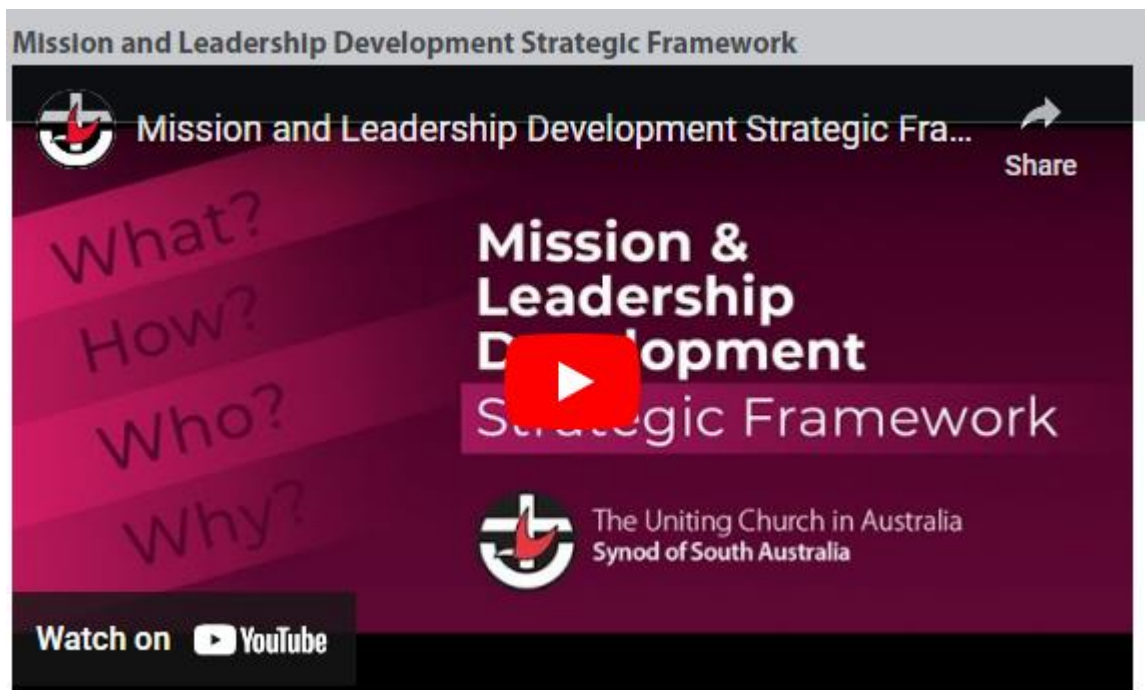 Mission and Leadership Development Strategic Framework
Mission and Leadership Development Strategic Fra...
Share
What?
How?
Who?
Why?
Mission &
Leadership
D opment
Strategic Framework
The Uniting Church in Australia
Synod of South Australia
Watch on YouTube